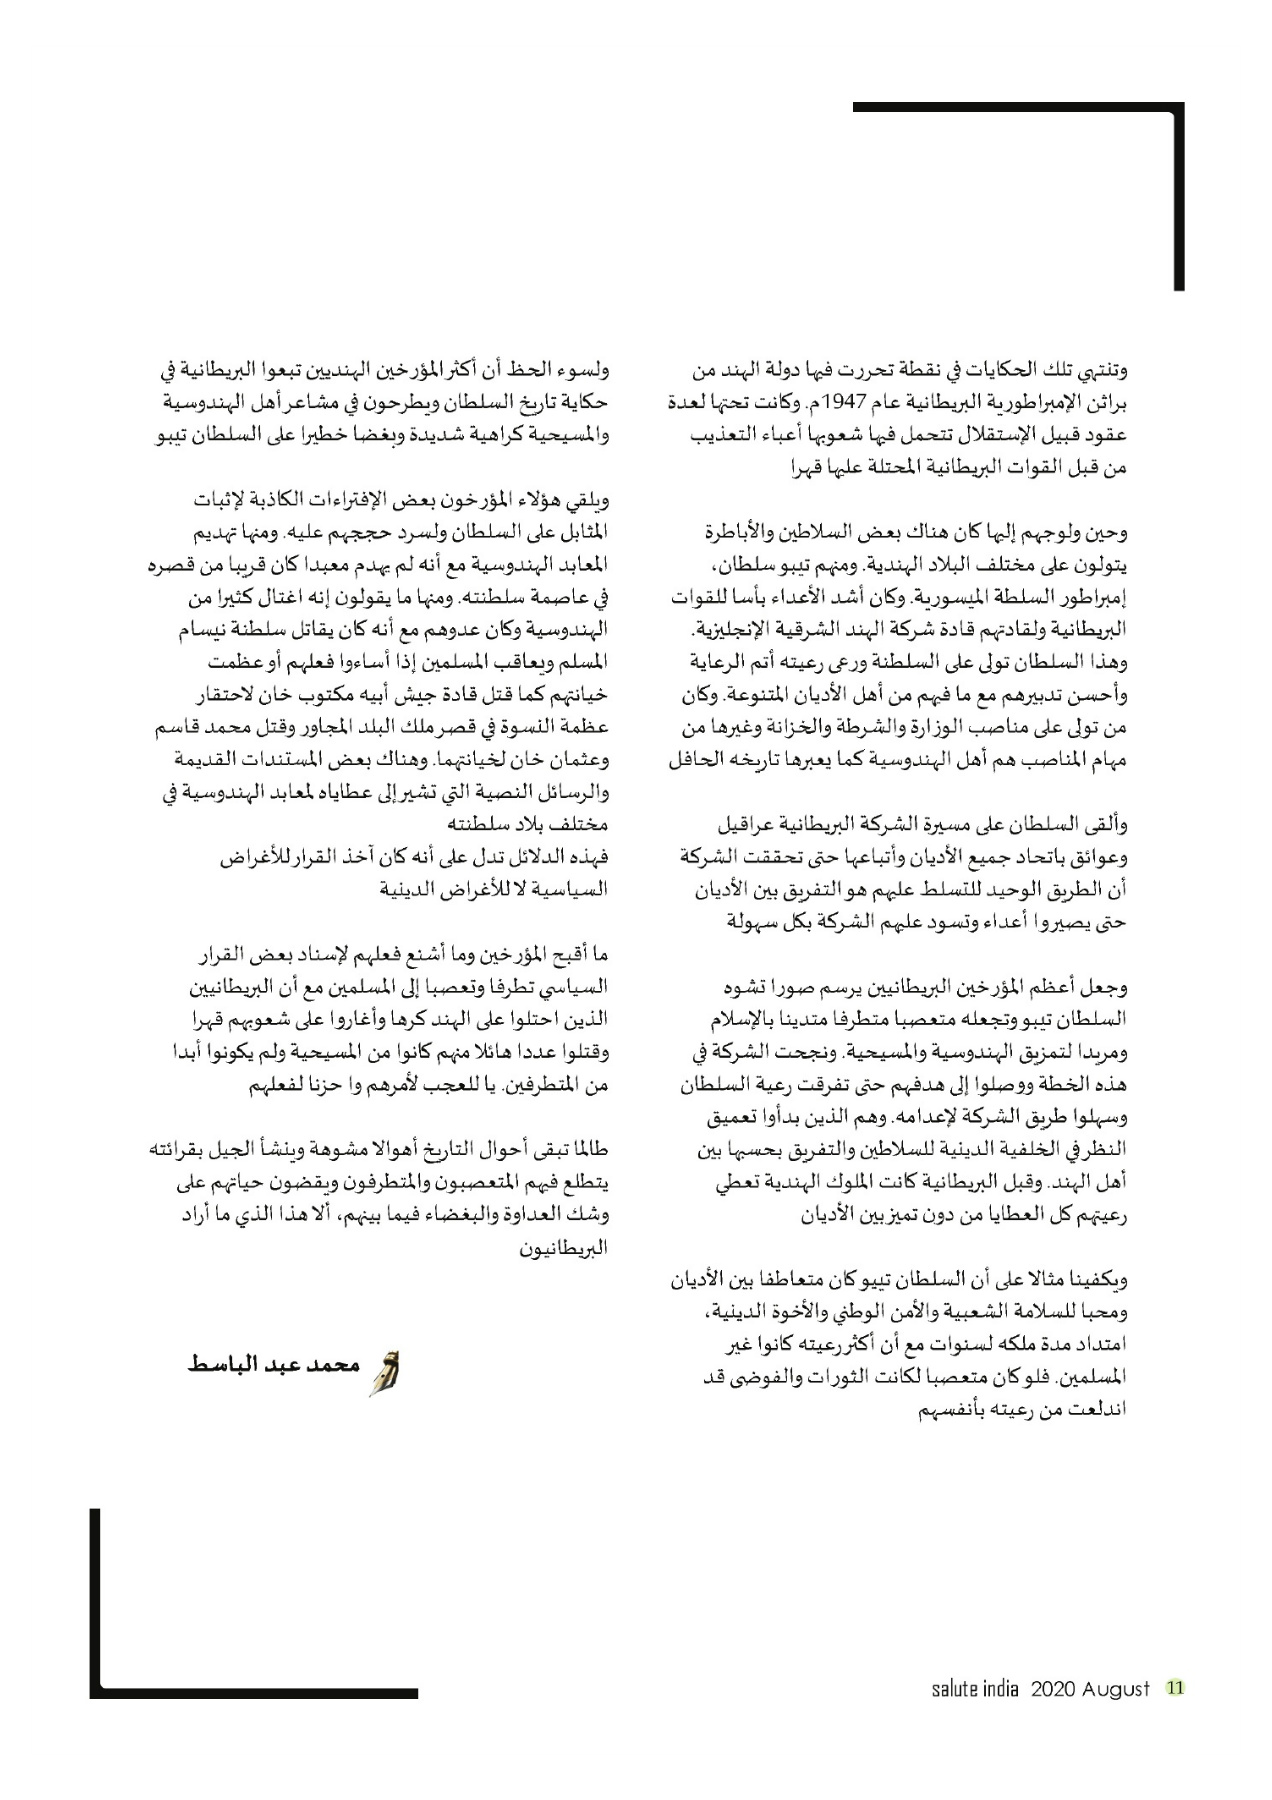 وتنتهي تلك الحكايات في نقطة تحررت فيها دولة الهند من
براثن الإمبراطورية البريطانية عام 1947م. وكانت تحتها لعدة
عقود قبيل الإستقلال تتحمل فيها شعوبها أعباء التعذيب
من قبل القوات البريطانية المحتلة عليها قهرا
وحين ولوجهم إليها كان هناك بعض السلاطين والأباطرة
يتولون على مختلف البلاد الهندية. ومنهم تيبو سلطان،
إمبراطور السلطة الميسورية. وكان أشد الأعداء بأسا للقوات
البريطانية ولقادتهم قادة شركة الهند الشرقية الإنجليزية.
وهذا السلطان تولى على السلطنة ورعى رعيته أتم الرعاية
وأحسن تدبيرهم مع ما فيهم من أهل الأديان المتنوعة. وكان
من تولى على مناصب الوزارة والشرطة والخزانة وغيرها من
مهام المناصب هم أهل الهندوسية كما يعبرها تاريخه الحافل
وألقى السلطان على مسيرة الشركة البريطانية عراقيل
وعوائق باتحاد جميع الأديان وأتباعها حتى تحققت الشركة
أن الطريق الوحيد للتسلط عليهم هو التفريق بين الأديان
حتى يصيروا أعداء وتسود عليهم الشركة بكل سهولة
وجعل أعظم المؤرخين البريطانيين يرسم صورا تشوه
السلطان تيبو وتجعله متعصبا متطرفا متدينا بالإسلام
ومريدا لتمزيق الهندوسية والمسيحية. ونجحت الشركة في
هذه الخطة ووصلوا إلى هدفهم حتى تفرقت رعية السلطان
وسهلوا طريق الشركة لإعدامه. وهم الذين بدأوا تعميق
النظر في الخلفية الدينية للسلاطين والتفريق بحسبها بين
أهل الهند. وقبل البريطانية كانت الملوك الهندية تعطي
رعيتهم كل العطايا من دون تميز بين الأديان
ويكفينا مثالا على أن السلطان تيبو كان متعاطفا بين الأديان
ومحبا للسلامة الشعبية والأمن الوطني والأخوة الدينية،
امتداد مدة ملكه لسنوات مع أن أكثر رعيته كانوا غير
المسلمين. فلو كان متعصبا لكانت الثورات والفوضى قد
اندلعت من رعيته بأنفسهم
ولسوء الحظ أن أكثر المؤرخين الهنديين تبعوا البريطانية في
حكاية تاريخ السلطان ويطرحون في مشاعر أهل الهندوسية
والمسيحية كراهية شديدة وبغضا خطيرا على السلطان تيبو
ويلقي هؤلاء المؤرخون بعض الإفتراءات الكاذبة لإثبات
المثابل على السلطان ولسرد حججهم عليه. ومنها تهديم
المعابد الهندوسية مع أنه لم يهدم معبدا كان قريبا من قصره
في عاصمة سلطنته. ومنها ما يقولون إنه اغتال كثيرا من
الهندوسية وكان عدوهم مع أنه كان يقاتل سلطنة نيسام
المسلم ويعاقب المسلمين إذا أساءوا فعلهم أو عظمت
خيانتهم كما قتل قادة جيش أبيه مكتوب خان لاحتقار
عظمة النسوة في قصر ملك البلد المجاور وقتل محمد قاسم
وعثمان خان لخيانتهما. وهناك بعض المستندات القديمة
والرسائل النصية التي تشير إلى عطاياه لمعابد الهندوسية في
مختلف بلاد سلطنته
فهذه الدلائل تدل على أنه كان آخذ القرار للأغراض
السياسية لا للأغراض الدينية
ما أقبح المؤرخين وما أشنع فعلهم لإسناد بعض القرار
السياسي تطرفا وتعصبا إلى المسلمين مع أن البريطانيين
الذين احتلوا على الهند كرها وأغاروا على شعوبهم قهرا
وقتلوا عددا هائلا منهم كانوا من المسيحية ولم يكونوا أبدا
من المتطرفين. يا للعجب لأمرهم وا حزنا لفعلهم
طالما تبقى أحوال التاريخ أهوالا مشوهة وينشأ الجيل بقرائته
يتطلع فيهم المتعصبون والمتطرفون ويقضون حياتهم على
وشك العداوة والبغضاء فيما بينهم، ألا هذا الذي ما أراد
البريطانيون
محمد عبد الباسط
salute india 2020 August 11